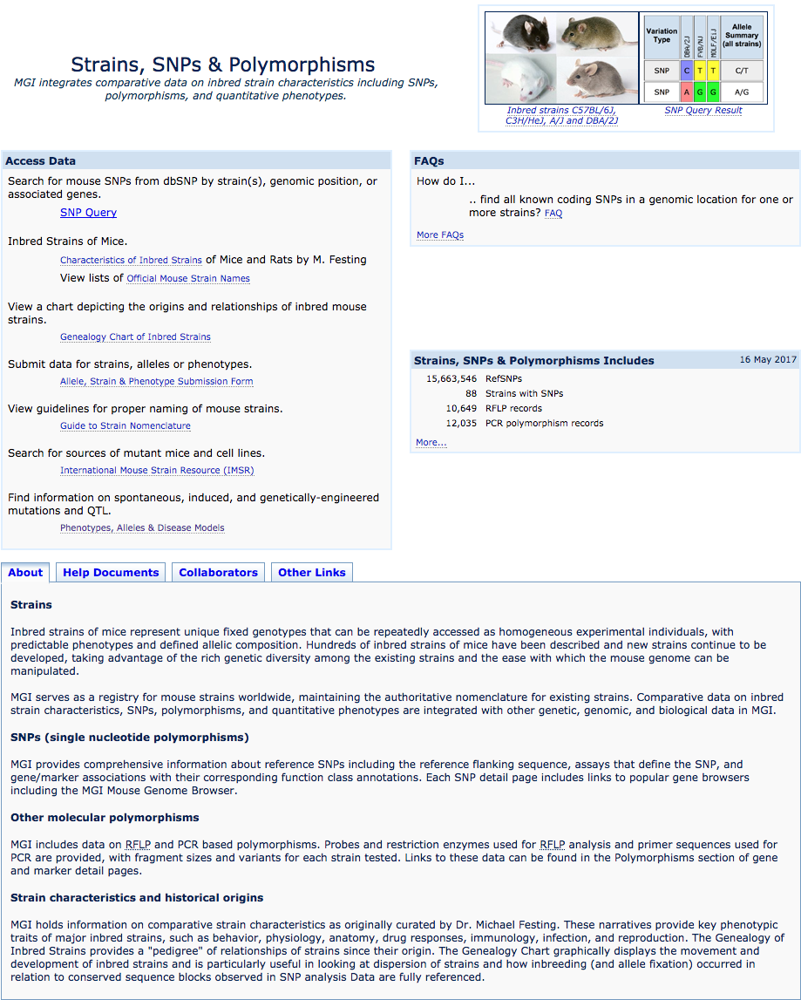 Strains, SNPs & Polymorphisms
MGI integrates comparative data on inbred strain characteristics including SNPs,
polymorphisms, and quantitative phenotypes.
Variation
Type
DBA/2J
FVB/NJ
MOLF/EiJ
Allele
Summary
(all strains)
SNP C T T C/T
SNP A G G A/G
Inbred strains C57BL/6J,
C3H/HeJ, A/J and DBA/2J
SNP Query Result
Access Data
Search for mouse SNPs from dbSNP by strain(s), genomic position, or
associated genes.
SNP Query
Inbred Strains of Mice.
Characteristics of Inbred Strains of Mice and Rats by M. Festing
View lists of Official Mouse Strain Names
View a chart depicting the origins and relationships of inbred mouse
strains.
Genealogy Chart of Inbred Strains
Submit data for strains, alleles or phenotypes.
Allele, Strain & Phenotype Submission Form
View guidelines for proper naming of mouse strains.
Guide to Strain Nomenclature
Search for sources of mutant mice and cell lines.
International Mouse Strain Resource (IMSR)
Find information on spontaneous, induced, and genetically-engineered
mutations and QTL.
Phenotypes, Alleles & Disease Models
FAQs
How do I...
.. find all known coding SNPs in a genomic location for one or
more strains? FAQ
More FAQs
Strains, SNPs & Polymorphisms Includes 16 May 2017
15,663,546 RefSNPs
88 Strains with SNPs
10,649 RFLP records
12,035 PCR polymorphism records
More...
About Help Documents Collaborators Other Links
Strains
Inbred strains of mice represent unique fixed genotypes that can be repeatedly accessed as homogeneous experimental individuals, with
predictable phenotypes and defined allelic composition. Hundreds of inbred strains of mice have been described and new strains continue to be
developed, taking advantage of the rich genetic diversity among the existing strains and the ease with which the mouse genome can be
manipulated.
MGI serves as a registry for mouse strains worldwide, maintaining the authoritative nomenclature for existing strains. Comparative data on inbred
strain characteristics, SNPs, polymorphisms, and quantitative phenotypes are integrated with other genetic, genomic, and biological data in MGI.
SNPs (single nucleotide polymorphisms)
MGI provides comprehensive information about reference SNPs including the reference flanking sequence, assays that define the SNP, and
gene/marker associations with their corresponding function class annotations. Each SNP detail page includes links to popular gene browsers
including the MGI Mouse Genome Browser.
Other molecular polymorphisms
MGI includes data on RFLP and PCR based polymorphisms. Probes and restriction enzymes used for RFLP analysis and primer sequences used for
PCR are provided, with fragment sizes and variants for each strain tested. Links to these data can be found in the Polymorphisms section of gene
and marker detail pages.
Strain characteristics and historical origins
MGI holds information on comparative strain characteristics as originally curated by Dr. Michael Festing. These narratives provide key phenotypic
traits of major inbred strains, such as behavior, physiology, anatomy, drug responses, immunology, infection, and reproduction. The Genealogy of
Inbred Strains provides a "pedigree" of relationships of strains since their origin. The Genealogy Chart graphically displays the movement and
development of inbred strains and is particularly useful in looking at dispersion of strains and how inbreeding (and allele fixation) occurred in
relation to conserved sequence blocks observed in SNP analysis Data are fully referenced.